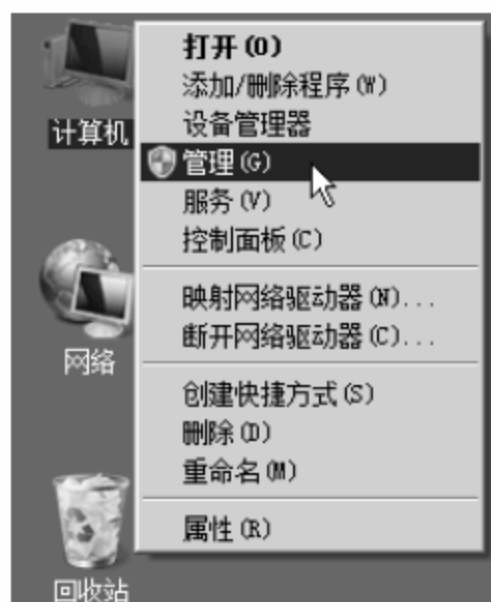 计算机
网络
回收站
打开(O)
添加/删除程序(W)
设备管理器
管理(G)
服务(V)
控制面板(C)
映射网络驱动器(N)...
断开网络驱动器(C)...
创建快捷方式(S)
删除(D)
重命名(M)
属性(R)